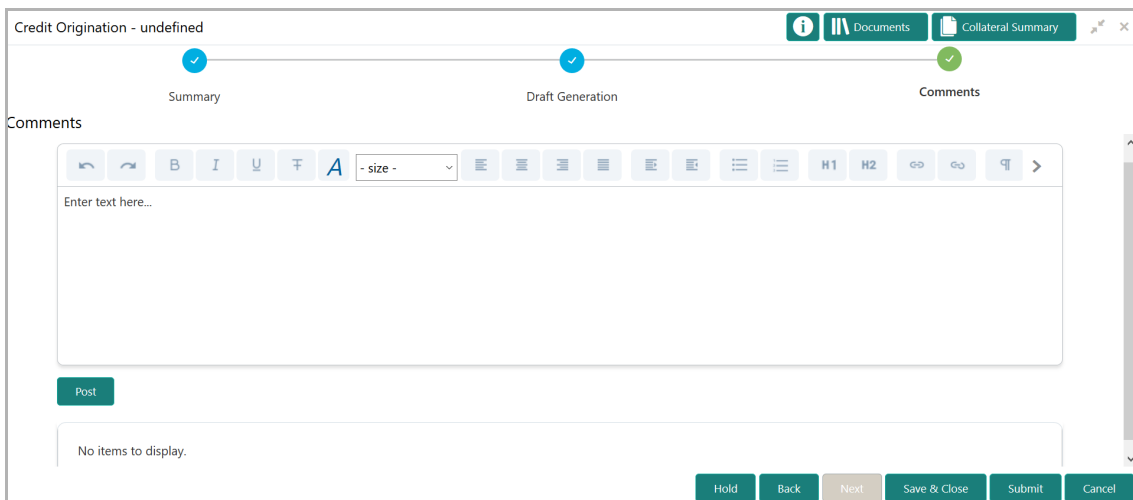 Credit Origination - undefined
i Documents Collateral Summary
Summary Draft Generation Comments
Comments
B I U T A - size - H1 H2 ¶
Enter text here...
Post
No items to display.
Hold Back Next Save & Close Submit Cancel